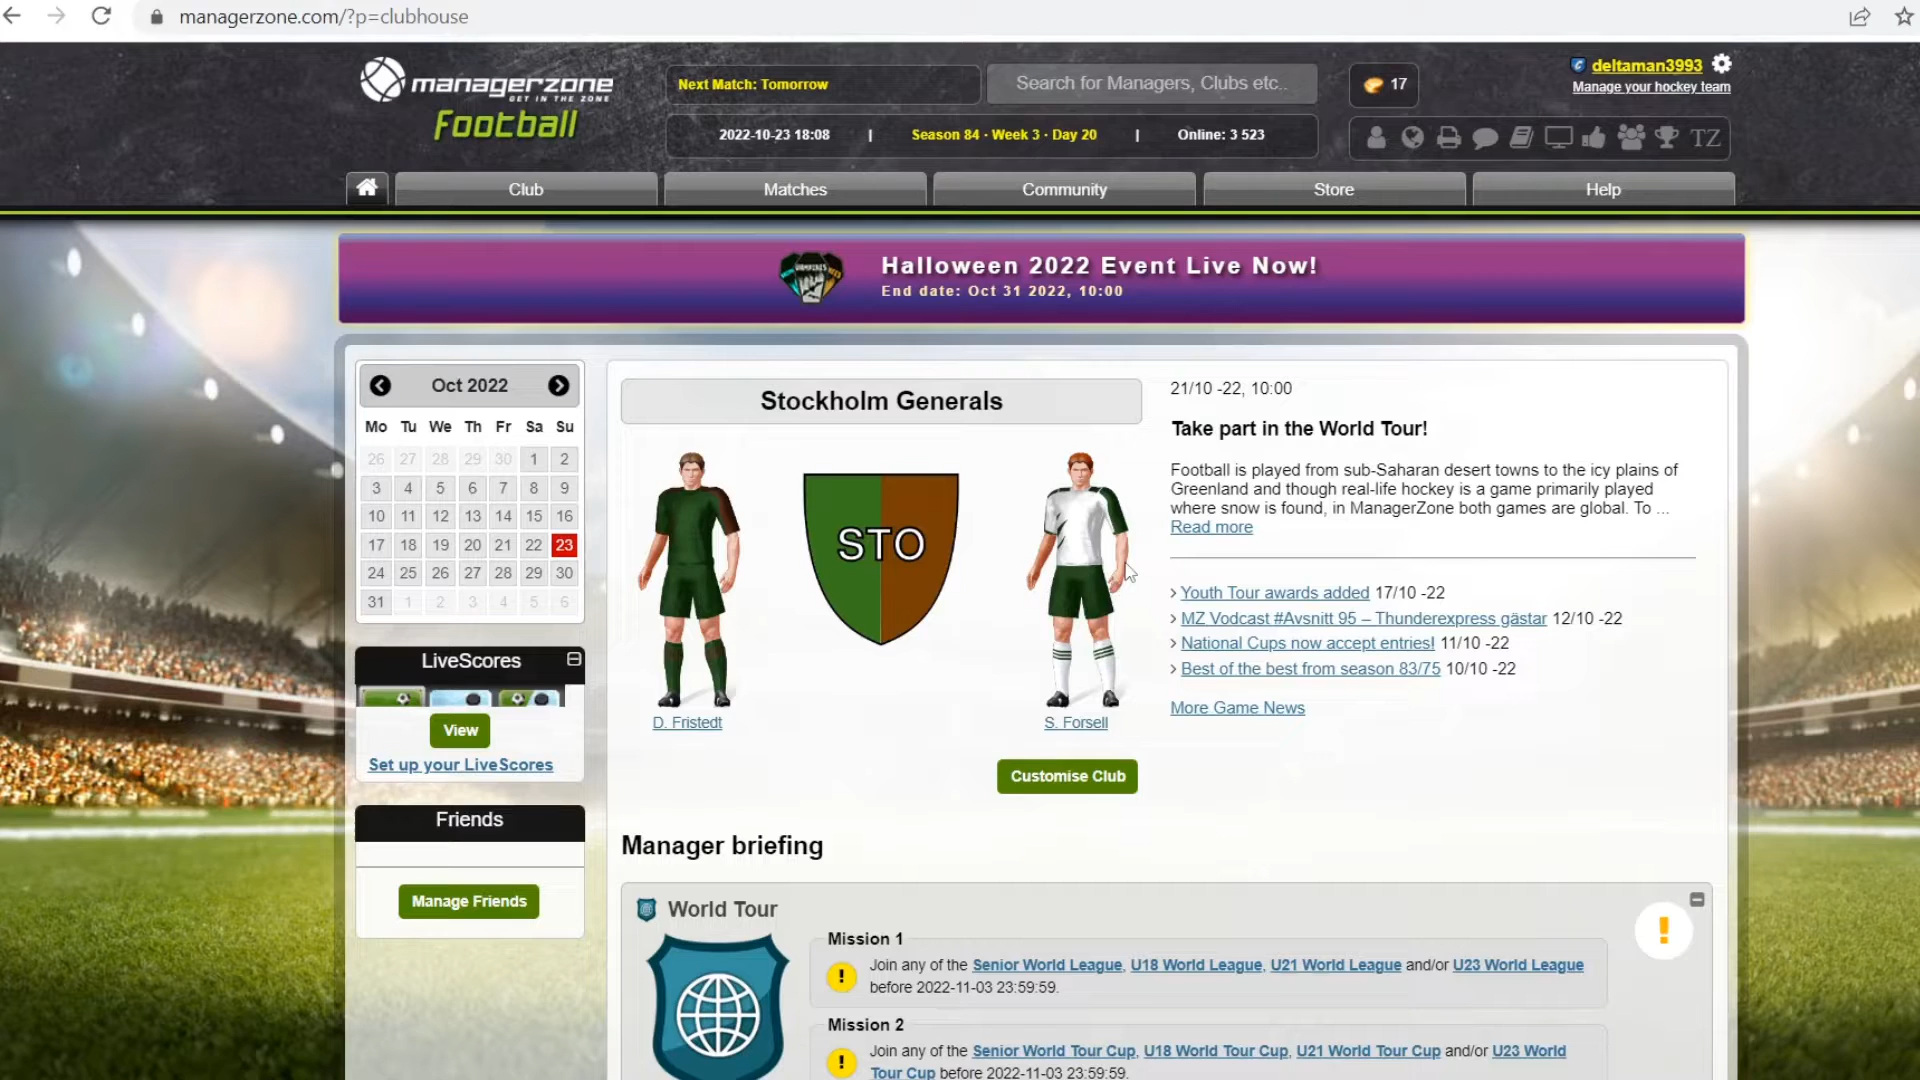 managerzone.com/?p=clubhouse
managerzone
GET IN THE ZONE
Football
Next Match: Tomorrow
Search for Managers, Clubs etc..
17
deltaman3993
Manage your hockey team
2022-10-23 18:08 | Season 84 · Week 3 · Day 20 | Online: 3 523
TZ
Club
Matches
Community
Store
Help
Halloween 2022 Event Live Now!
End date: Oct 31 2022, 10:00
Oct 2022
Mo Tu We Th Fr Sa Su
26 27 28 29 30 1 2
3 4 5 6 7 8 9
10 11 12 13 14 15 16
17 18 19 20 21 22 23
24 25 26 27 28 29 30
31 1 2 3 4 5 6
LiveScores
View
Set up your LiveScores
Friends
Manage Friends
Stockholm Generals
STO
D. Fristedt
S. Forsell
Customise Club
21/10 -22, 10:00
Take part in the World Tour!
Football is played from sub-Saharan desert towns to the icy plains of
Greenland and though real-life hockey is a game primarily played
where snow is found, in ManagerZone both games are global. To ...
Read more
› Youth Tour awards added 17/10 -22
› MZ Vodcast #Avsnitt 95 – Thunderexpress gästar 12/10 -22
› National Cups now accept entries! 11/10 -22
› Best of the best from season 83/75 10/10 -22
More Game News
Manager briefing
World Tour
!
Mission 1
! Join any of the Senior World League, U18 World League, U21 World League and/or U23 World League
before 2022-11-03 23:59:59.
Mission 2
! Join any of the Senior World Tour Cup, U18 World Tour Cup, U21 World Tour Cup and/or U23 World
Tour Cup before 2022-11-03 23:59:59.